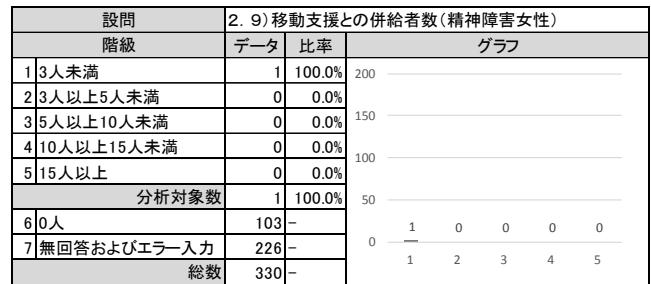 設問 2. 9)移動支援との併給者数(精神障害女性)
階級 データ 比率 グラフ
1 3人未満 1 100.0%
2 3人以上5人未満 0 0.0%
3 5人以上10人未満 0 0.0%
4 10人以上15人未満 0 0.0%
5 15人以上 0 0.0%
分析対象数 1 100.0%
6 0人 103 -
7 無回答およびエラー入力 226 -
総数 330 -
200
150
100
50
0
1 0 0 0 0
1 2 3 4 5